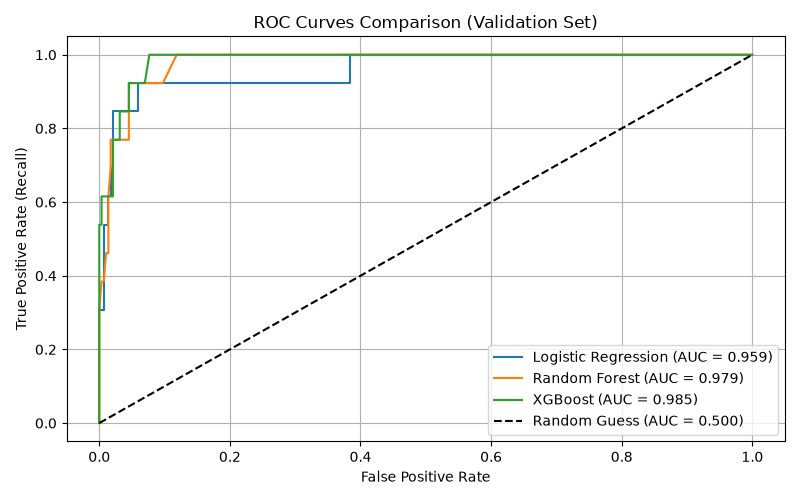 ROC Curves Comparison (Validation Set)
True Positive Rate (Recall)
1.0
0.8
0.6
0.4
0.2
0.0
0.0 0.2 0.4 0.6 0.8 1.0
False Positive Rate
Logistic Regression (AUC = 0.959)
Random Forest (AUC = 0.979)
XGBoost (AUC = 0.985)
Random Guess (AUC = 0.500)